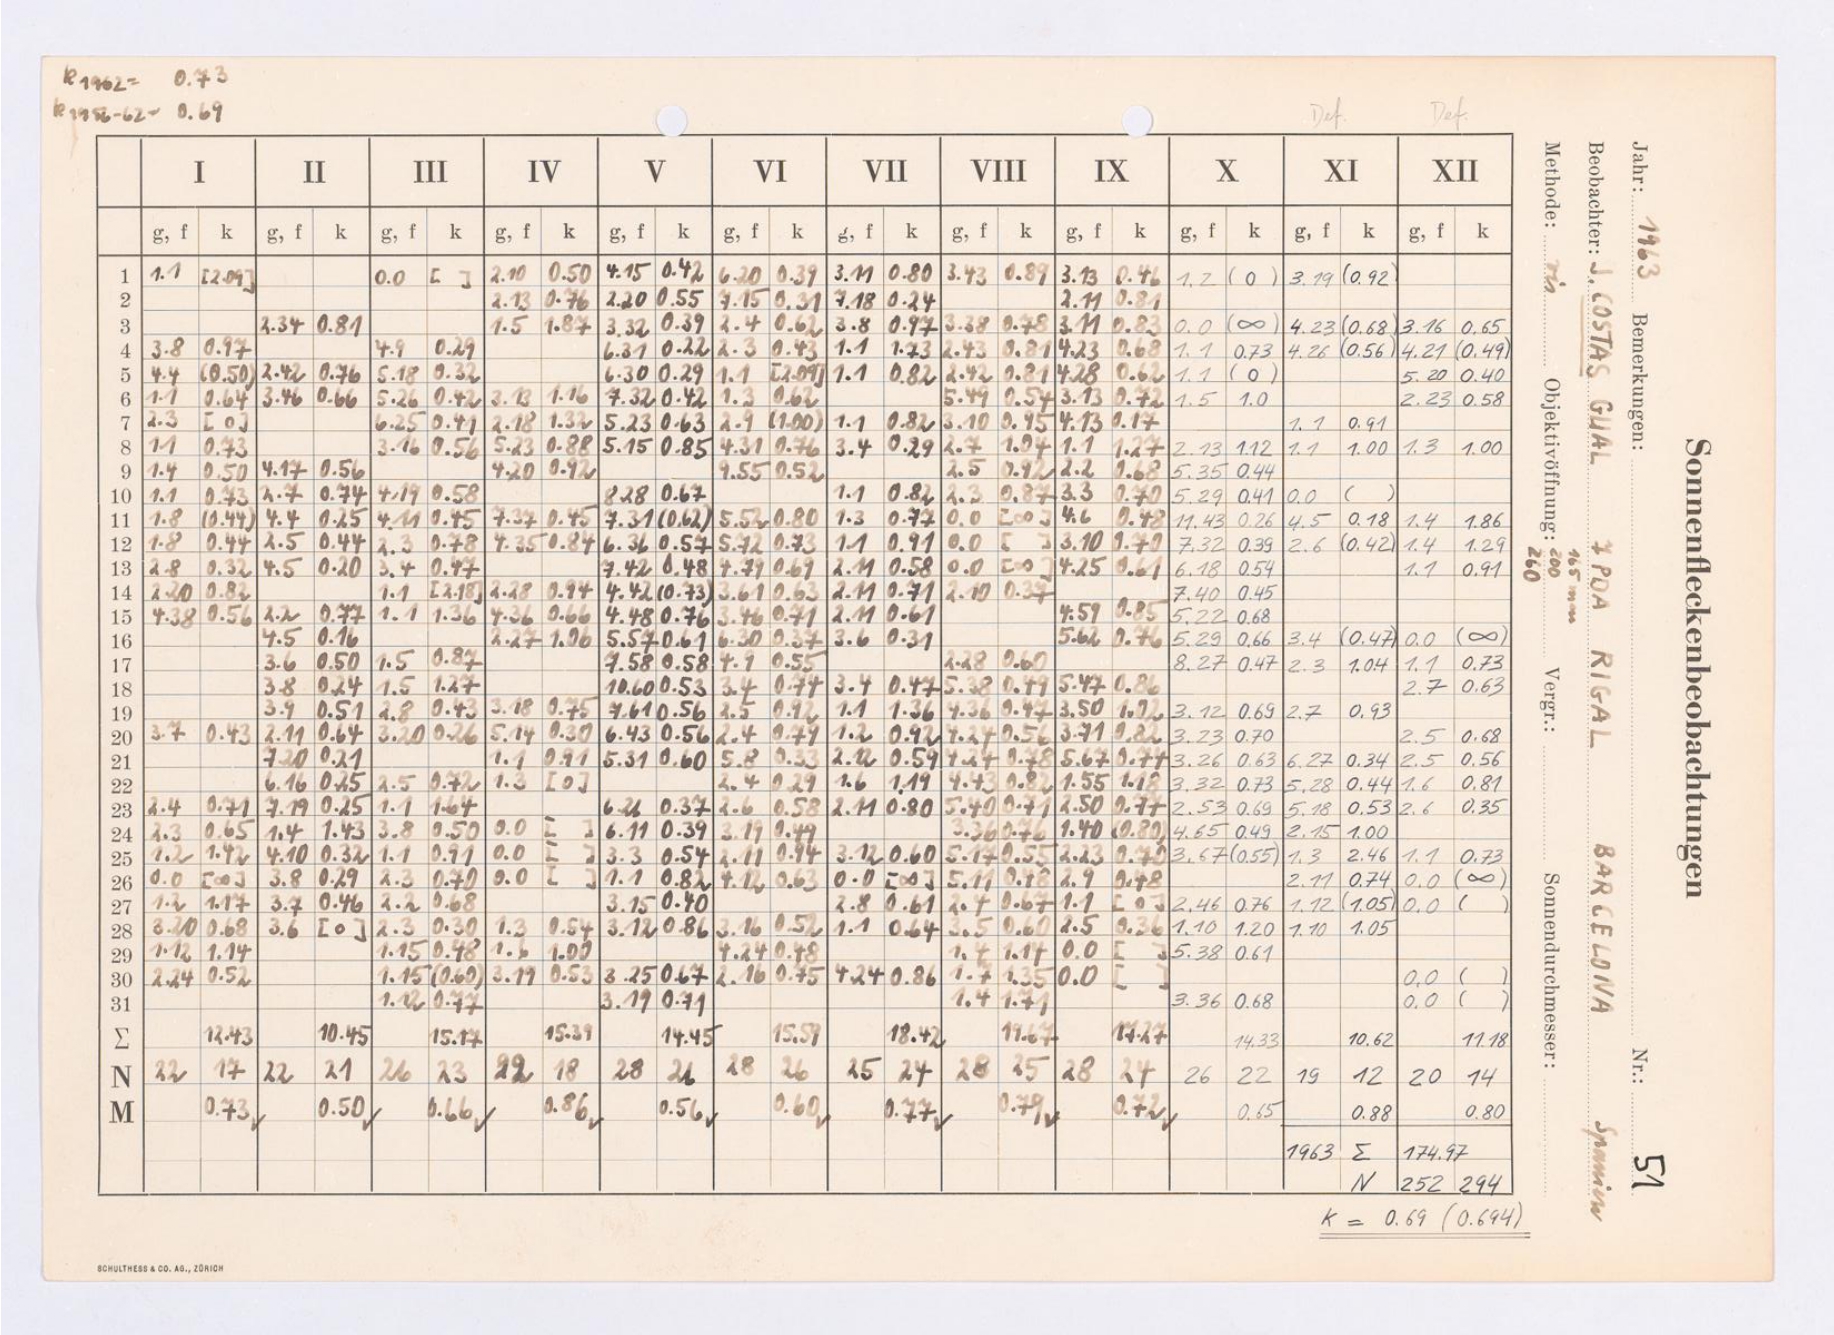 k 1962 = 0.73
k 1956-62 = 0.69
Def. Def.
I II III IV V VI VII VIII IX X XI XII
g, f k g, f k g, f k g, f k g, f k g, f k g, f k g, f k g, f k g, f k g, f k g, f k
1 1.1 [2.09] 0.0 [ ] 2.10 0.50 4.15 0.42 6.20 0.39 3.11 0.80 3.43 0.89 3.13 0.46 1.2 (0) 3.19 (0.92)
2 2.13 0.76 2.20 0.55 7.15 0.31 7.18 0.24 2.11 0.81
3 2.34 0.81 1.5 1.87 3.32 0.39 2.4 0.62 3.8 0.97 3.38 0.78 3.11 0.83 0.0 (∞) 4.23 (0.68) 3.16 0.65
4 3.8 0.97 4.9 0.29 6.31 0.22 2.3 0.43 1.1 1.73 2.43 0.81 4.23 0.68 1.1 0.73 4.26 (0.56) 4.21 (0.49)
5 4.4 (0.50) 2.42 0.76 5.18 0.32 6.30 0.29 1.1 [2.09] 1.1 0.82 2.42 0.81 4.28 0.62 1.1 (0) 5.20 0.40
6 1.1 0.64 3.46 0.66 5.26 0.42 3.13 1.16 7.32 0.42 1.3 0.62 5.49 0.54 3.13 0.72 1.5 1.0 2.23 0.58
7 2.3 [0] 6.25 0.41 2.18 1.32 5.23 0.63 2.9 (1.00) 1.1 0.82 3.10 0.95 4.13 0.17 1.1 0.91
8 1.1 0.73 3.16 0.56 5.23 0.88 5.15 0.85 4.31 0.76 3.4 0.29 2.7 1.04 1.1 1.27 2.13 1.12 1.1 1.00 1.3 1.00
9 1.4 0.50 4.17 0.56 4.20 0.92 9.55 0.52 2.5 0.92 2.2 0.68 5.35 0.44
10 1.1 0.73 2.7 0.74 4.19 0.58 8.28 0.67 1.1 0.82 2.3 0.87 3.3 0.70 5.29 0.41 0.0 ( )
11 1.8 (0.44) 4.4 0.25 4.11 0.45 7.37 0.45 7.31 (0.62) 5.52 0.80 1.3 0.77 0.0 [∞] 4.6 0.48 11.43 0.26 4.5 0.18 1.4 1.86
12 1.8 0.44 2.5 0.44 2.3 0.78 4.35 0.84 6.36 0.57 5.72 0.73 1.1 0.91 0.0 [ ] 3.10 0.70 7.32 0.39 2.6 (0.42) 1.4 1.29
13 2.8 0.32 4.5 0.20 3.4 0.47 7.42 0.48 4.79 0.69 2.11 0.58 0.0 [∞] 4.25 0.61 6.18 0.54 1.1 0.91
14 2.20 0.82 1.1 [2.18] 2.28 0.94 4.42 (0.73) 3.61 0.63 2.11 0.71 2.10 0.37 7.40 0.45
15 4.38 0.56 2.2 0.77 1.1 1.36 4.36 0.66 4.48 0.76 3.46 0.71 2.11 0.61 4.59 0.85 5.22 0.68
16 4.5 0.16 2.27 1.06 5.57 0.61 6.30 0.37 3.6 0.31 5.62 0.76 5.29 0.66 3.4 (0.47) 0.0 (∞)
17 3.6 0.50 1.5 0.87 7.58 0.58 4.9 0.55 2.28 0.60 8.27 0.47 2.3 1.04 1.1 0.73
18 3.8 0.24 1.5 1.27 10.60 0.53 3.4 0.74 3.4 0.47 5.38 0.49 5.47 0.86 2.7 0.63
19 3.9 0.51 2.8 0.43 3.18 0.75 7.61 0.56 2.5 0.92 1.1 1.36 4.36 0.47 3.50 1.02 3.12 0.69 2.7 0.93
20 3.7 0.43 2.11 0.64 3.20 0.26 5.14 0.30 6.43 0.56 2.4 0.79 1.2 0.92 4.24 0.56 3.71 0.82 3.23 0.70 2.5 0.68
21 7.20 0.21 1.1 0.91 5.31 0.60 5.8 0.33 2.12 0.59 4.24 0.78 5.67 0.74 3.26 0.63 6.27 0.34 2.5 0.56
22 6.16 0.25 2.5 0.72 1.3 [0] 2.4 0.29 1.6 1.19 4.43 0.82 1.55 1.18 3.32 0.73 5.28 0.44 1.6 0.81
23 2.4 0.71 7.19 0.25 1.1 1.64 6.21 0.37 2.6 0.58 2.11 0.80 5.40 0.71 2.50 0.77 2.53 0.69 5.18 0.53 2.6 0.35
24 2.3 0.65 1.4 1.43 3.8 0.50 0.0 [ ] 6.11 0.39 3.19 0.49 3.36 0.76 1.40 (0.80) 4.65 0.49 2.15 1.00
25 1.2 1.42 4.10 0.32 1.1 0.91 0.0 [ ] 3.3 0.54 2.11 0.94 3.12 0.60 5.17 0.55 2.23 0.70 3.67 (0.55) 1.3 2.46 1.1 0.73
26 0.0 [∞] 3.8 0.29 2.3 0.70 0.0 [ ] 1.1 0.82 4.12 0.63 0.0 [∞] 5.11 0.48 2.9 0.48 2.11 0.74 0.0 (∞)
27 1.2 1.17 3.7 0.46 2.2 0.68 3.15 0.40 2.8 0.61 2.4 0.67 1.1 [0] 2.46 0.76 1.12 (1.05) 0.0 ( )
28 3.20 0.68 3.6 [0] 2.3 0.30 1.3 0.54 3.12 0.86 3.16 0.52 1.1 0.64 3.5 0.60 2.5 0.36 1.10 1.20 1.10 1.05
29 1.12 1.14 1.15 0.48 1.6 1.00 4.24 0.48 1.4 1.14 0.0 [ ] 5.38 0.61
30 2.24 0.52 1.15 (0.60) 3.19 0.53 3.25 0.67 2.16 0.75 4.24 0.86 1.7 1.35 0.0 [ ] 0.0 ( )
31 1.12 0.77 3.19 0.71 1.4 1.71 3.36 0.68 0.0 ( )
Σ 12.43 10.45 15.17 15.39 14.45 15.59 18.42 19.67 17.27 14.33 10.62 11.18
N 22 17 22 21 26 23 22 18 28 26 28 26 25 24 28 25 28 24 26 22 19 12 20 14
M 0.73 0.50 0.66 0.86 0.56 0.60 0.77 0.79 0.72 0.65 0.88 0.80
1963 Σ 174.97
N 252 294
k = 0.69 (0.694)
SCHULTHESS & CO. AG., ZÜRICH
Sonnenfleckenbeobachtungen
Jahr: 1963 Bemerkungen: Nr.: 51
Beobachter: J. COSTAS GUAL 7 PDA RIGAL BARCELONA Spanien
Methode: vis Objektivöffnung: 165 mm 200 260 Vergr.: Sonnendurchmesser: